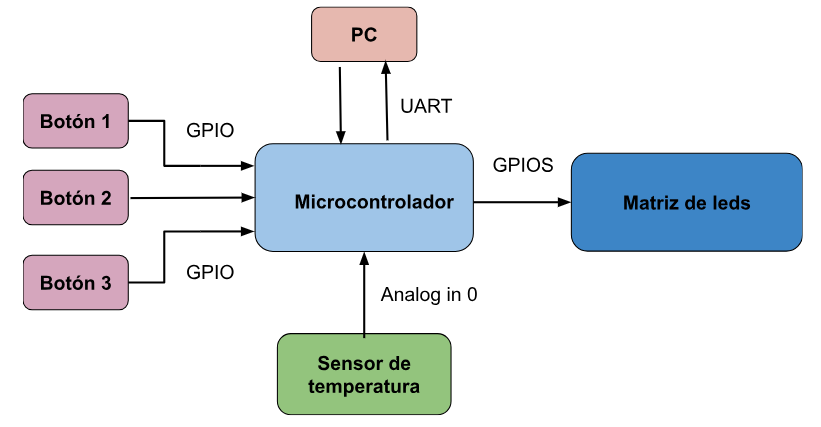 PC
UART
Botón 1
GPIO
Botón 2
Microcontrolador
GPIOS
Matriz de leds
Botón 3
GPIO
Analog in 0
Sensor de
temperatura